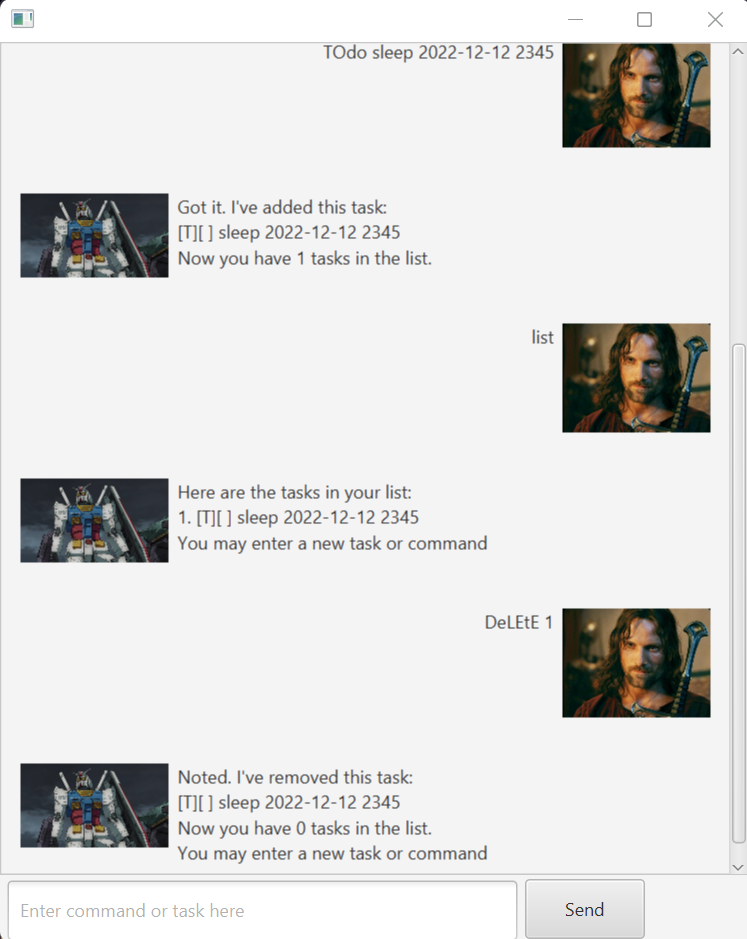 TOdo sleep 2022-12-12 2345
Got it. I've added this task:
[T][ ] sleep 2022-12-12 2345
Now you have 1 tasks in the list.
list
Here are the tasks in your list:
1. [T][ ] sleep 2022-12-12 2345
You may enter a new task or command
DeLEtE 1
Noted. I've removed this task:
[T][ ] sleep 2022-12-12 2345
Now you have 0 tasks in the list.
You may enter a new task or command
Enter command or task here
Send